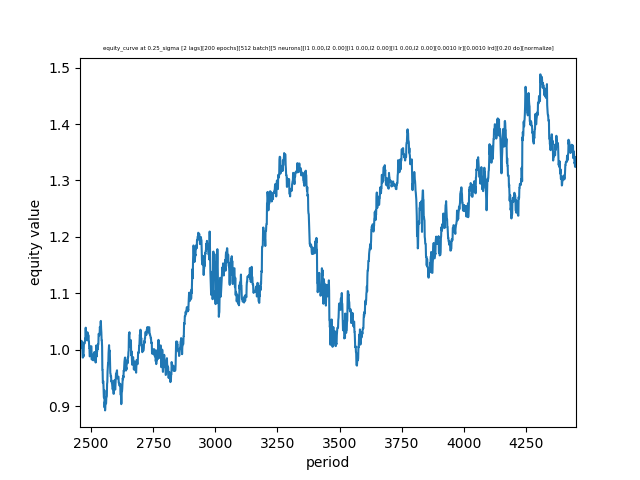 equity_curve at 0.25_sigma [2 lags][200 epochs][512 batch][5 neurons][l1 0.00,l2 0.00][l1 0.00,l2 0.00][l1 0.00,l2 0.00][0.0010 lr][0.0010 lrd][0.20 do][normalize]
1.5
1.4
1.3
1.2
1.1
1.0
0.9
equity value
2500 2750 3000 3250 3500 3750 4000 4250
period